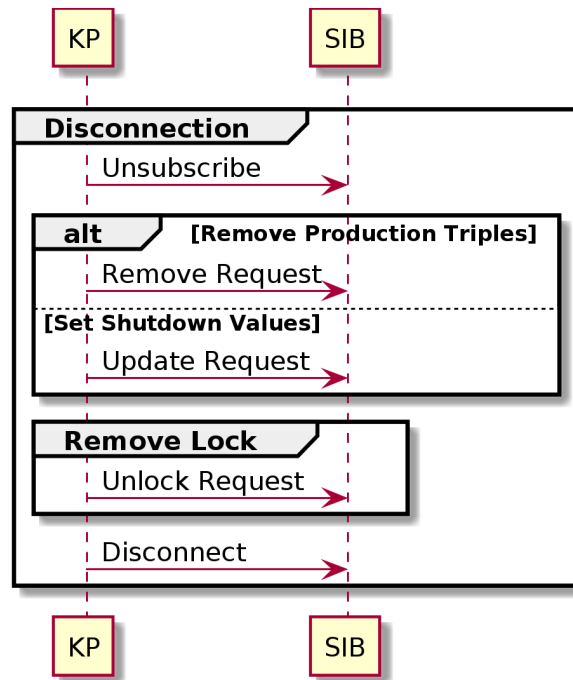 KP SIB
Disconnection
Unsubscribe
alt [Remove Production Triples]
Remove Request
[Set Shutdown Values]
Update Request
Remove Lock
Unlock Request
Disconnect
KP SIB